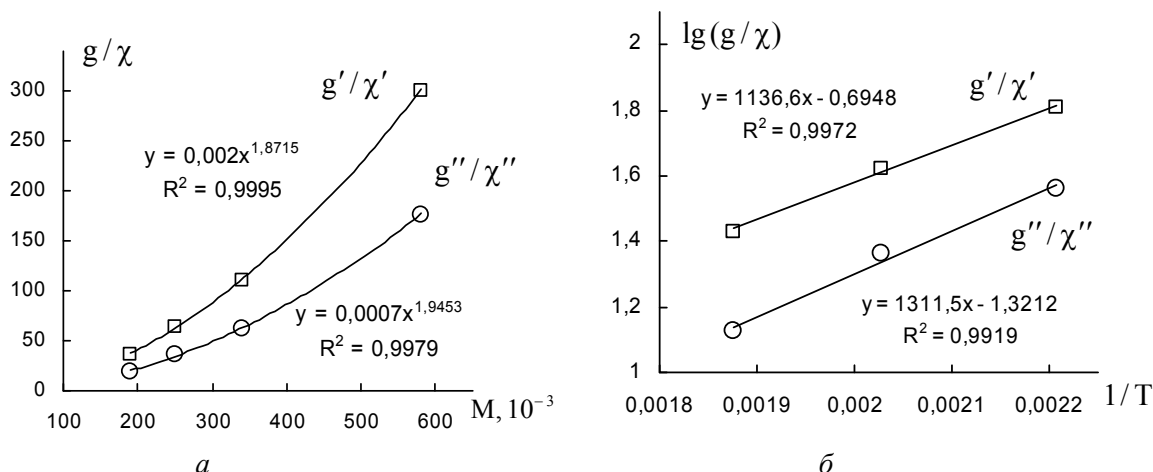 g/χ
300
250
200
150
100
50
0
g′/χ′
y = 0,002x^1,8715
R² = 0,9995
g′′/χ′′
y = 0,0007x^1,9453
R² = 0,9979
100 200 300 400 500 600 M, 10⁻³
а
lg(g/χ)
2
1,8
1,6
1,4
1,2
1
y = 1136,6x - 0,6948
R² = 0,9972
g′/χ′
g′′/χ′′
y = 1311,5x - 1,3212
R² = 0,9919
0,0018 0,0019 0,002 0,0021 0,0022 1/T
б